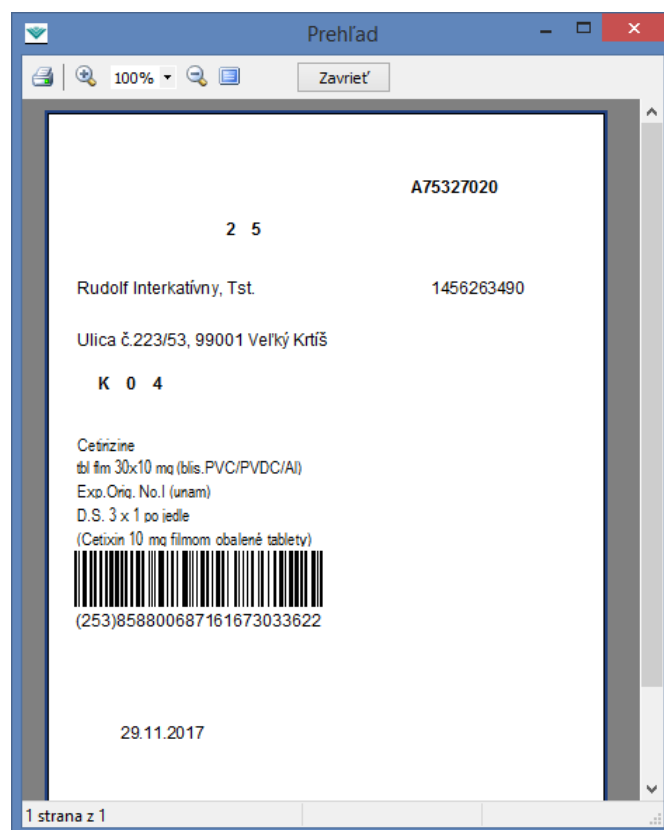 Prehľad
100%
Zavrieť
A75327020
2 5
Rudolf Interkatívny, Tst. 1456263490
Ulica č.223/53, 99001 Veľký Krtíš
K 0 4
Cetirizine
tbl flm 30x10 mg (blis.PVC/PVDC/Al)
Exp.Orig. No.I (unam)
D.S. 3 x 1 po jedle
(Cetixin 10 mg filmom obalené tablety)
(253)858800687161673033622
29.11.2017
1 strana z 1